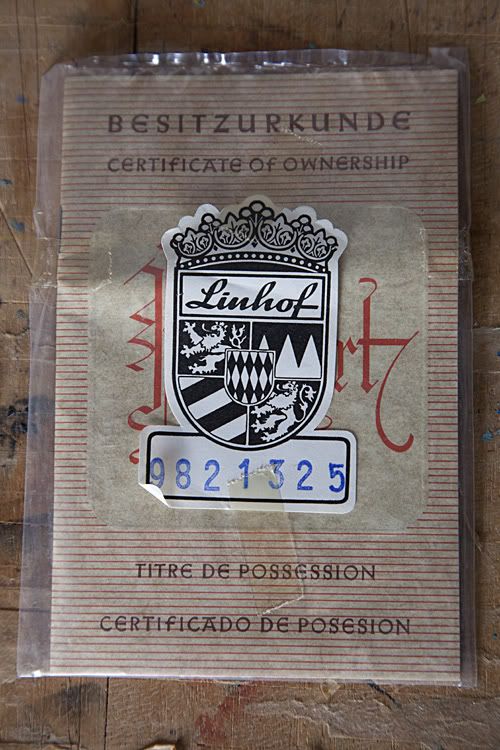 BESITZURKUNDE
CERTIFICATE OF OWNERSHIP
Linhof
9821325
TITRE DE POSSESSION
CERTIFICADO DE POSESION